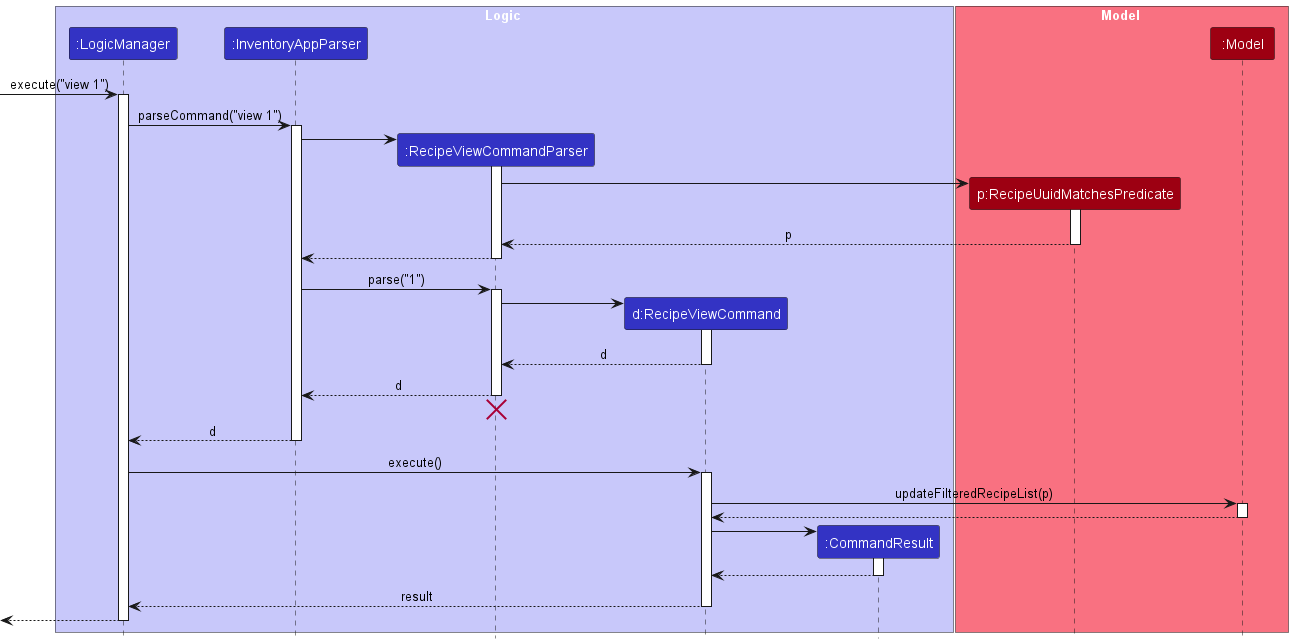 Logic
Model
:LogicManager
:InventoryAppParser
:Model
execute("view 1")
parseCommand("view 1")
:RecipeViewCommandParser
p:RecipeUuidMatchesPredicate
p
parse("1")
d:RecipeViewCommand
d
d
d
execute()
updateFilteredRecipeList(p)
:CommandResult
result